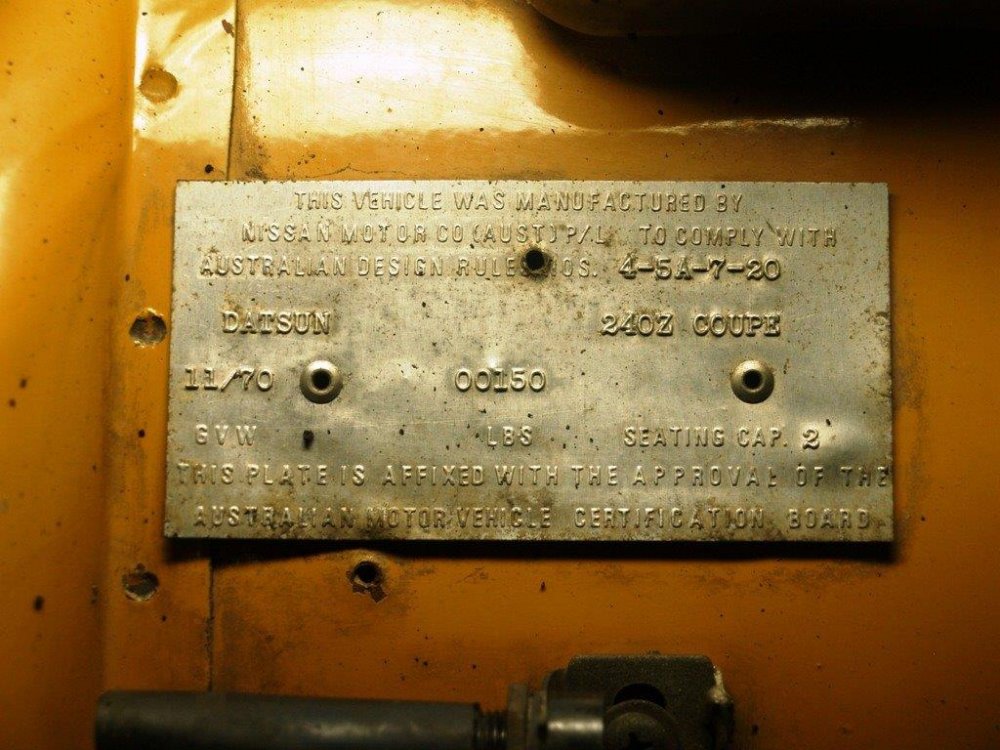 THIS VEHICLE WAS MANUFACTURED BY
NISSAN MOTOR CO (AUST) P/L TO COMPLY WITH
AUSTRALIAN DESIGN RULES NOS. 4-5A-7-20
DATSUN 240Z COUPE
11/70 00150
GVW LBS SEATING CAP. 2
THIS PLATE IS AFFIXED WITH THE APPROVAL OF THE
AUSTRALIAN MOTOR VEHICLE CERTIFICATION BOARD